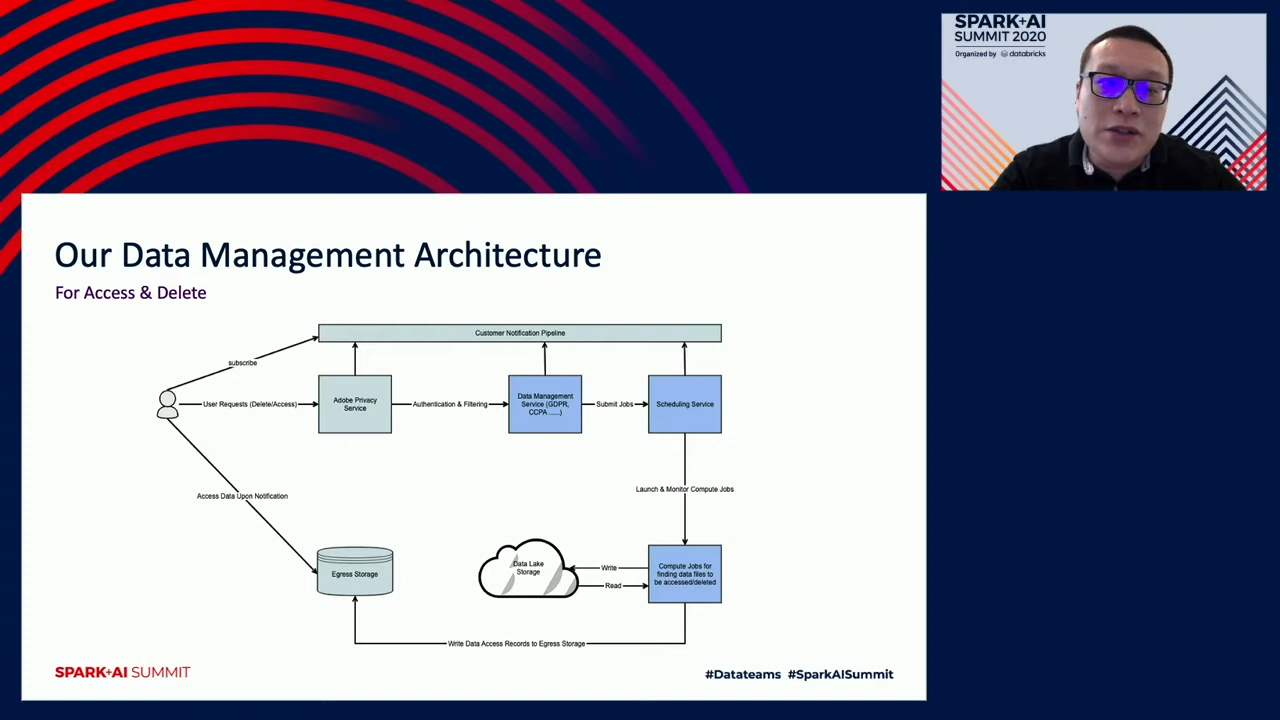 SPARK+AI
SUMMIT 2020
Organized by databricks
Our Data Management Architecture
For Access & Delete
Customer Notification Pipeline
subscribe
User Requests (Delete/Access)
Adobe Privacy
Service
Authentication & Filtering
Data Management
Service (GDPR,
CCPA ......)
Submit Jobs
Scheduling Service
Access Data Upon Notification
Launch & Monitor Compute Jobs
Egress Storage
Data Lake
Storage
Write
Read
Compute Jobs for
finding data files to
be accessed/deleted
Write Data Access Records to Egress Storage
SPARK+AI SUMMIT
#Datateams #SparkAISummit